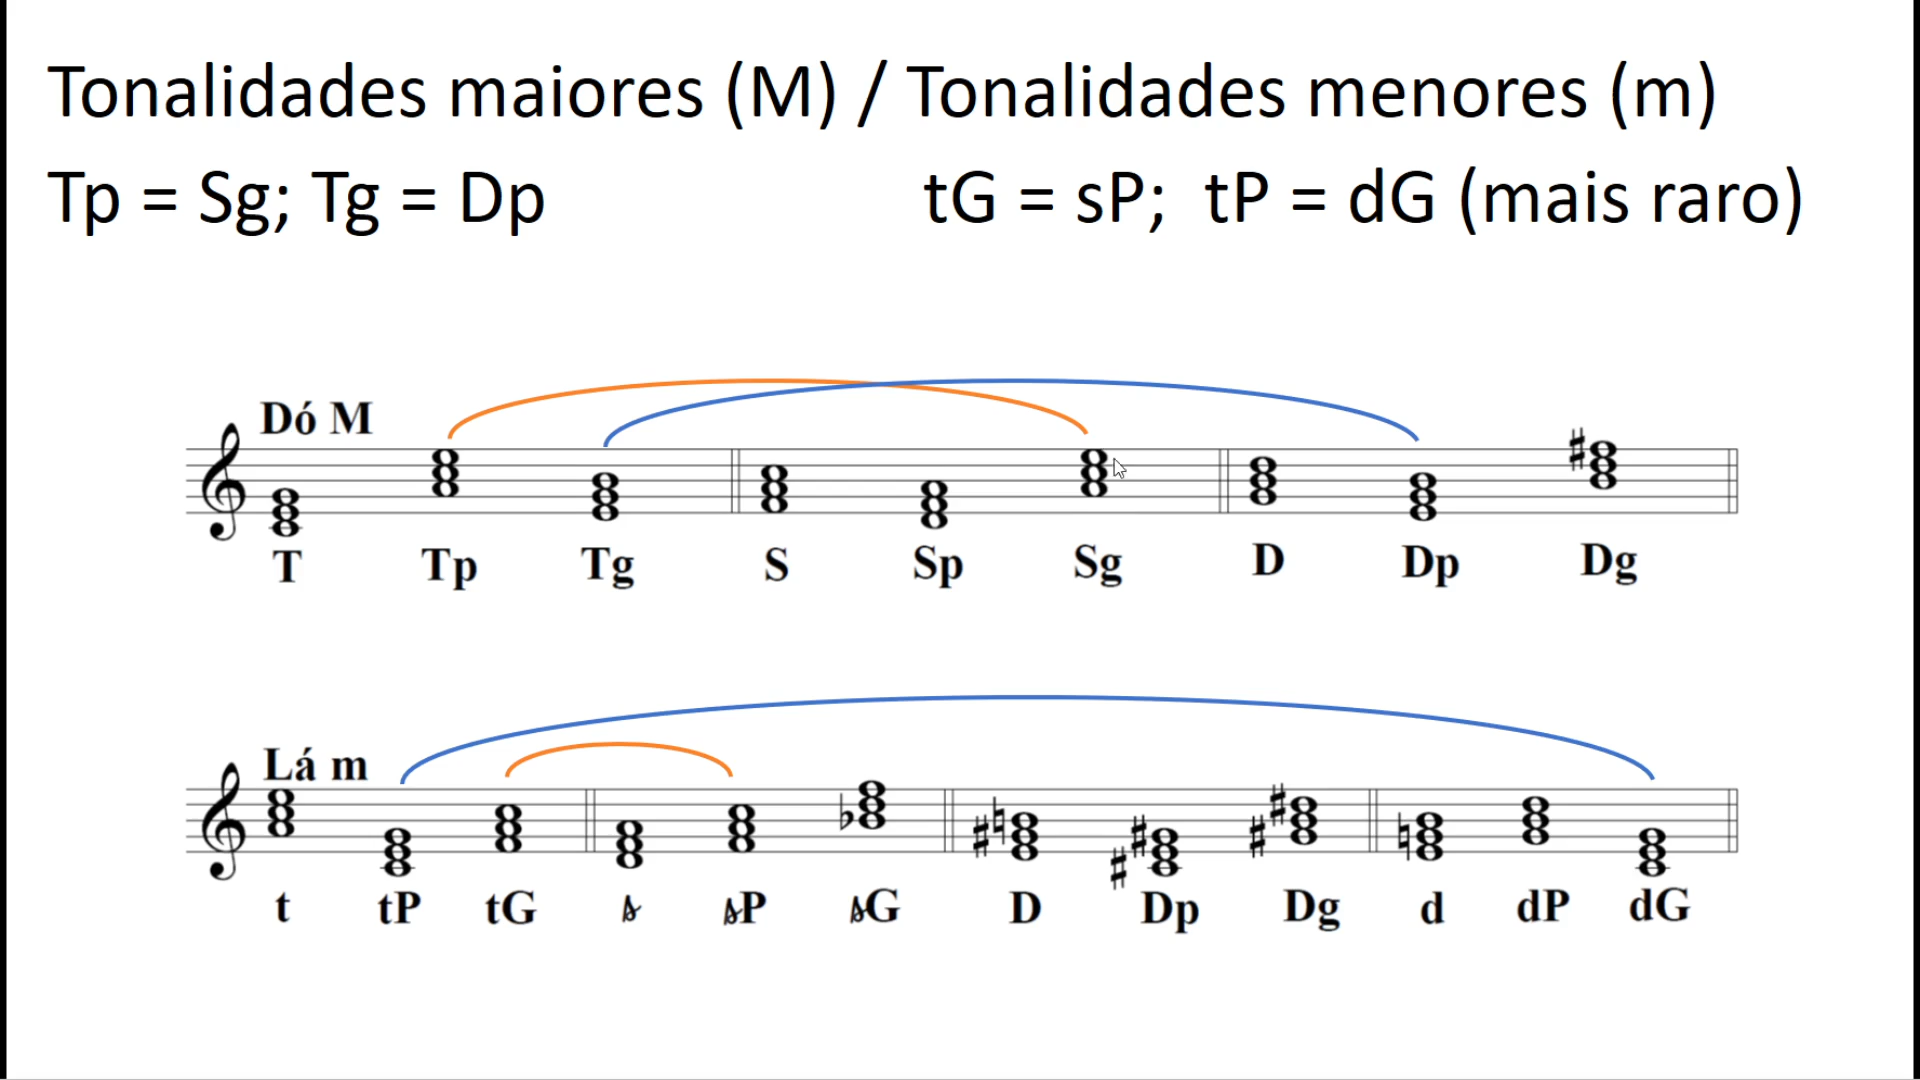 Tonalidades maiores (M) / Tonalidades menores (m)
Tp = Sg; Tg = Dp tG = sP; tP = dG (mais raro)
Dó M
T Tp Tg S Sp Sg D Dp Dg
Lá m
t tP tG s sP sG D Dp Dg d dP dG